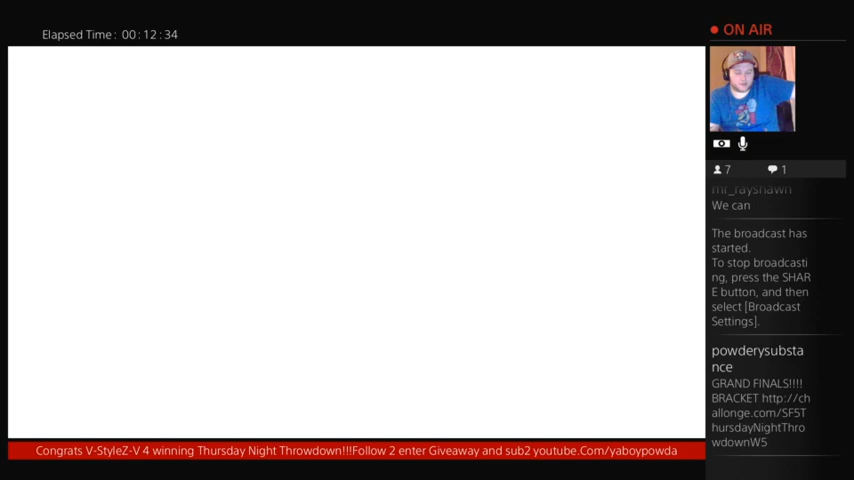 Elapsed Time: 00:12:34
ON AIR
7
1
mr_rayshawn
We can
The broadcast has
started.
To stop broadcasti
ng, press the SHAR
E button, and then
select [Broadcast
Settings].
powderysubsta
nce
GRAND FINALS!!!!
BRACKET http://ch
allonge.com/SF5T
hursdayNightThro
wdownW5
Congrats V-StyleZ-V 4 winning Thursday Night Throwdown!!!Follow 2 enter Giveaway and sub2 youtube.Com/yaboypowda